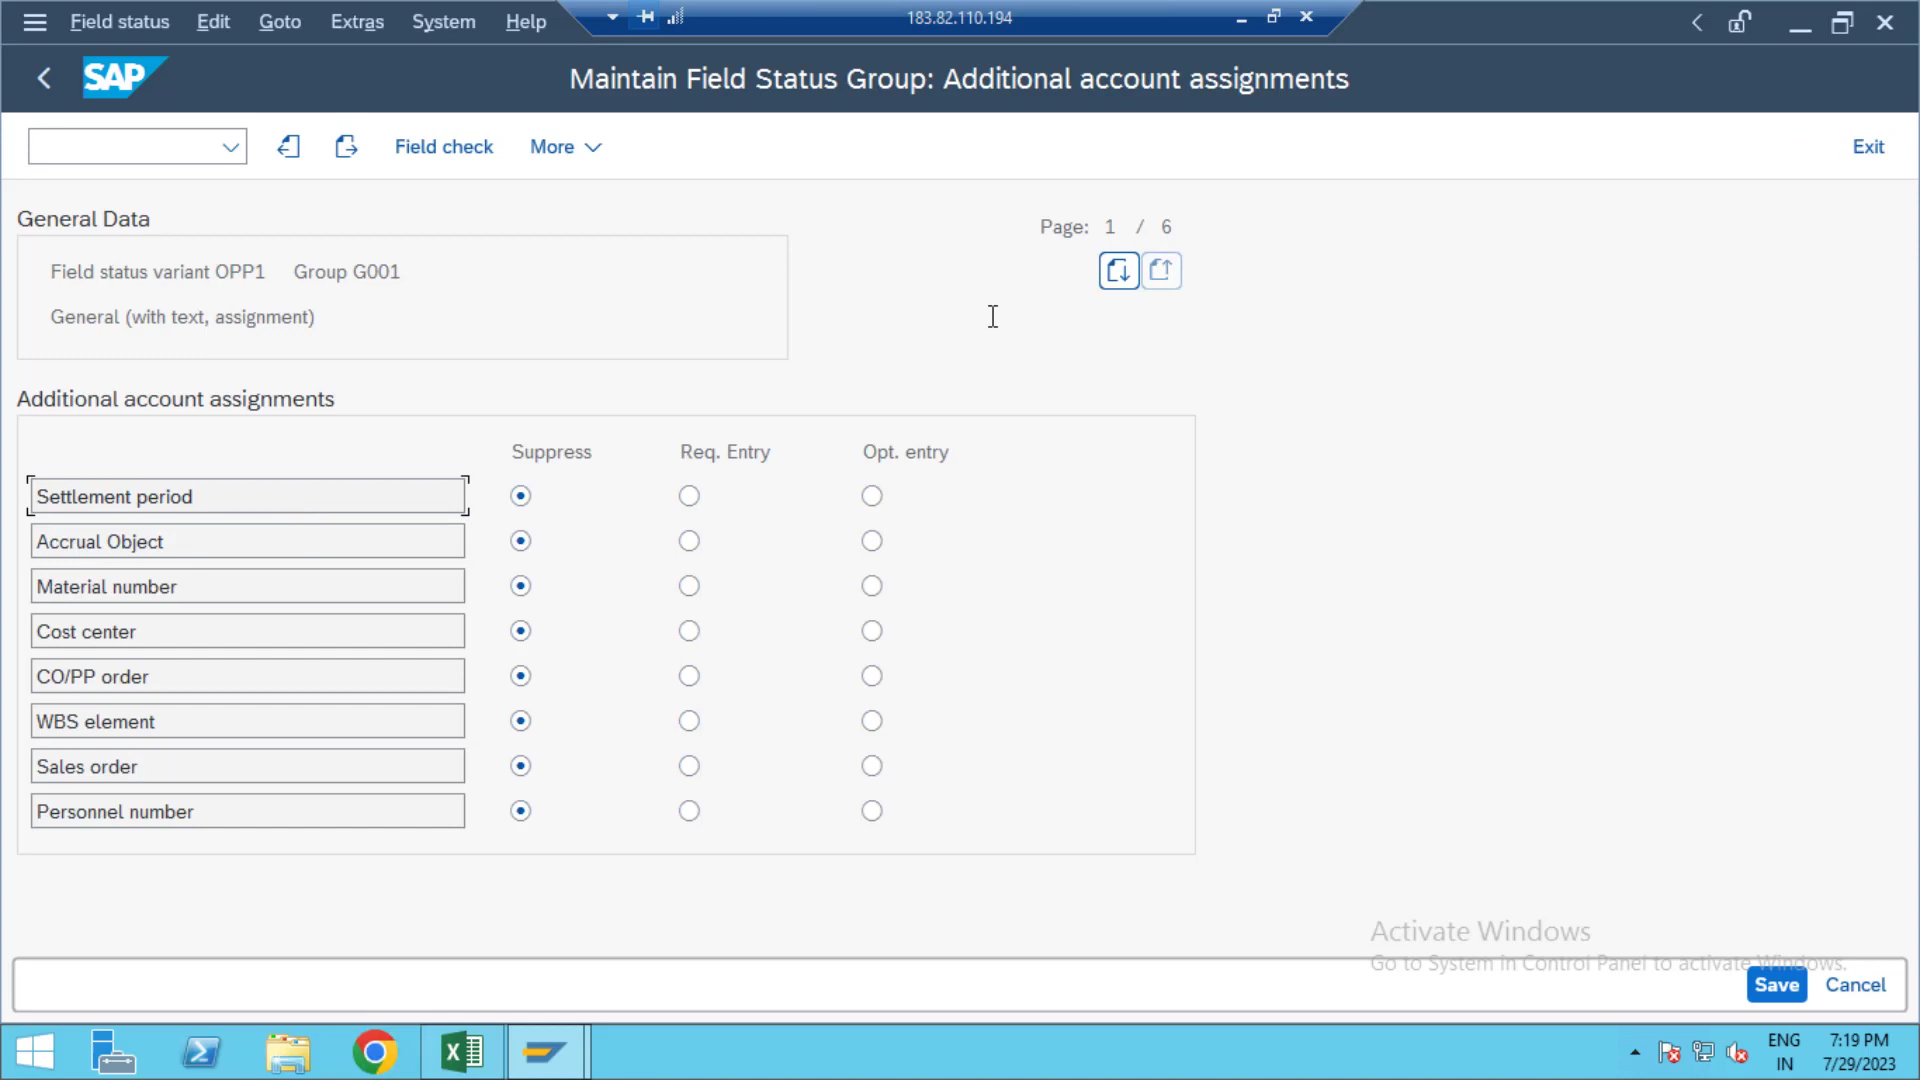 Field status Edit Goto Extras System Help
183.82.110.194
SAP
Maintain Field Status Group: Additional account assignments
Field check More
Exit
General Data
Page: 1 / 6
Field status variant OPP1 Group G001
General (with text, assignment)
Additional account assignments
Suppress Req. Entry Opt. entry
Settlement period
Accrual Object
Material number
Cost center
CO/PP order
WBS element
Sales order
Personnel number
Activate Windows
Go to System in Control Panel to activate Windows.
Save Cancel
ENG 7:19 PM
IN 7/29/2023